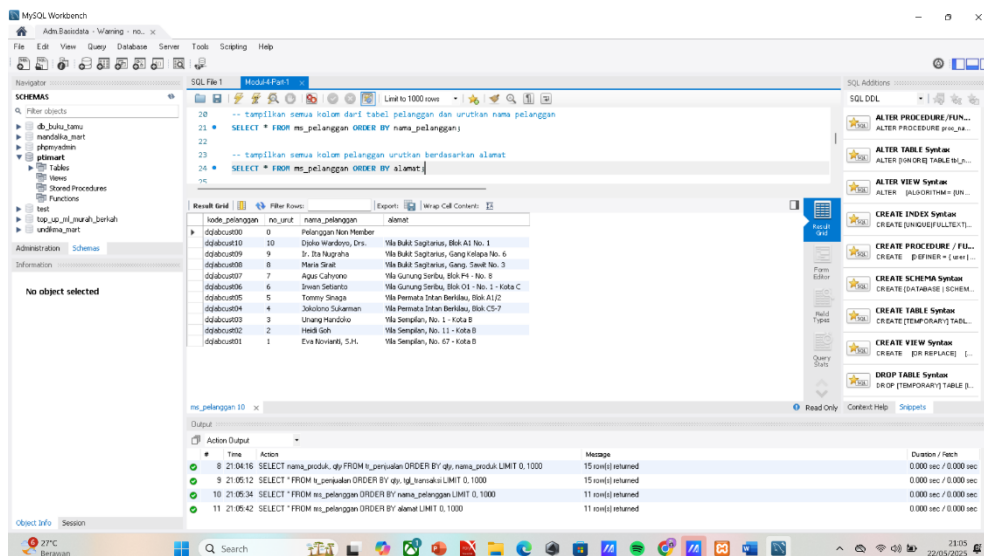 MySQL Workbench
Adm.Basisdata - Warning - no...
File Edit View Query Database Server Tools Scripting Help
Navigator
SCHEMAS
Filter objects
db_buku_tamu
mandalika_mart
phpmyadmin
ptimart
Tables
Views
Stored Procedures
Functions
test
top_up_ml_murah_berkah
undikma_mart
Administration Schemas
Information
No object selected
Object Info Session
SQL File 1 Modul-4-Part-1
Limit to 1000 rows
20 -- tampilkan semua kolom dari tabel pelanggan dan urutkan nama pelanggan
21 SELECT * FROM ms_pelanggan ORDER BY nama_pelanggan;
22
23 -- tampilkan semua kolom pelanggan urutkan berdasarkan alamat
24 SELECT * FROM ms_pelanggan ORDER BY alamat;
25
Result Grid Filter Rows: Export: Wrap Cell Content:
kode_pelanggan no_urut nama_pelanggan alamat
dqlabcust00 0 Pelanggan Non Member
dqlabcust10 10 Djoko Wardoyo, Drs. Vila Bukit Sagitarius, Blok A1 No. 1
dqlabcust09 9 Ir. Ita Nugraha Vila Bukit Sagitarius, Gang Kelapa No. 6
dqlabcust08 8 Maria Sirait Vila Bukit Sagitarius, Gang. Sawit No. 3
dqlabcust07 7 Agus Cahyono Vila Gunung Seribu, Blok F4 - No. 8
dqlabcust06 6 Irwan Setianto Vila Gunung Seribu, Blok O1 - No. 1 - Kota C
dqlabcust05 5 Tommy Sinaga Vila Permata Intan Berkilau, Blok A1/2
dqlabcust04 4 Jokolono Sukarman Vila Permata Intan Berkilau, Blok C5-7
dqlabcust03 3 Unang Handoko Vila Sempilan, No. 1 - Kota B
dqlabcust02 2 Heidi Goh Vila Sempilan, No. 11 - Kota B
dqlabcust01 1 Eva Novianti, S.H. Vila Sempilan, No. 67 - Kota B
Result Grid
Form Editor
Field Types
Query Stats
ms_pelanggan 10
Read Only
SQL Additions
SQL DDL
ALTER PROCEDURE/FUN...
ALTER PROCEDURE proc_na...
ALTER TABLE Syntax
ALTER [IGNORE] TABLE tbl_n...
ALTER VIEW Syntax
ALTER [ALGORITHM = {UN...
CREATE INDEX Syntax
CREATE [UNIQUE|FULLTEXT|...
CREATE PROCEDURE / FU...
CREATE [DEFINER = { user | ...
CREATE SCHEMA Syntax
CREATE {DATABASE | SCHEM...
CREATE TABLE Syntax
CREATE [TEMPORARY] TABL...
CREATE VIEW Syntax
CREATE [OR REPLACE] [...
DROP TABLE Syntax
DROP [TEMPORARY] TABLE [I...
Context Help Snippets
Output
Action Output
# Time Action Message Duration / Fetch
8 21:04:16 SELECT nama_produk, qty FROM tr_penjualan ORDER BY qty, nama_produk LIMIT 0, 1000 15 row(s) returned 0.000 sec / 0.000 sec
9 21:05:12 SELECT * FROM tr_penjualan ORDER BY qty, tgl_transaksi LIMIT 0, 1000 15 row(s) returned 0.000 sec / 0.000 sec
10 21:05:34 SELECT * FROM ms_pelanggan ORDER BY nama_pelanggan LIMIT 0, 1000 11 row(s) returned 0.000 sec / 0.000 sec
11 21:05:42 SELECT * FROM ms_pelanggan ORDER BY alamat LIMIT 0, 1000 11 row(s) returned 0.000 sec / 0.000 sec
27°C
Berawan
Search
21:05
22/05/2025